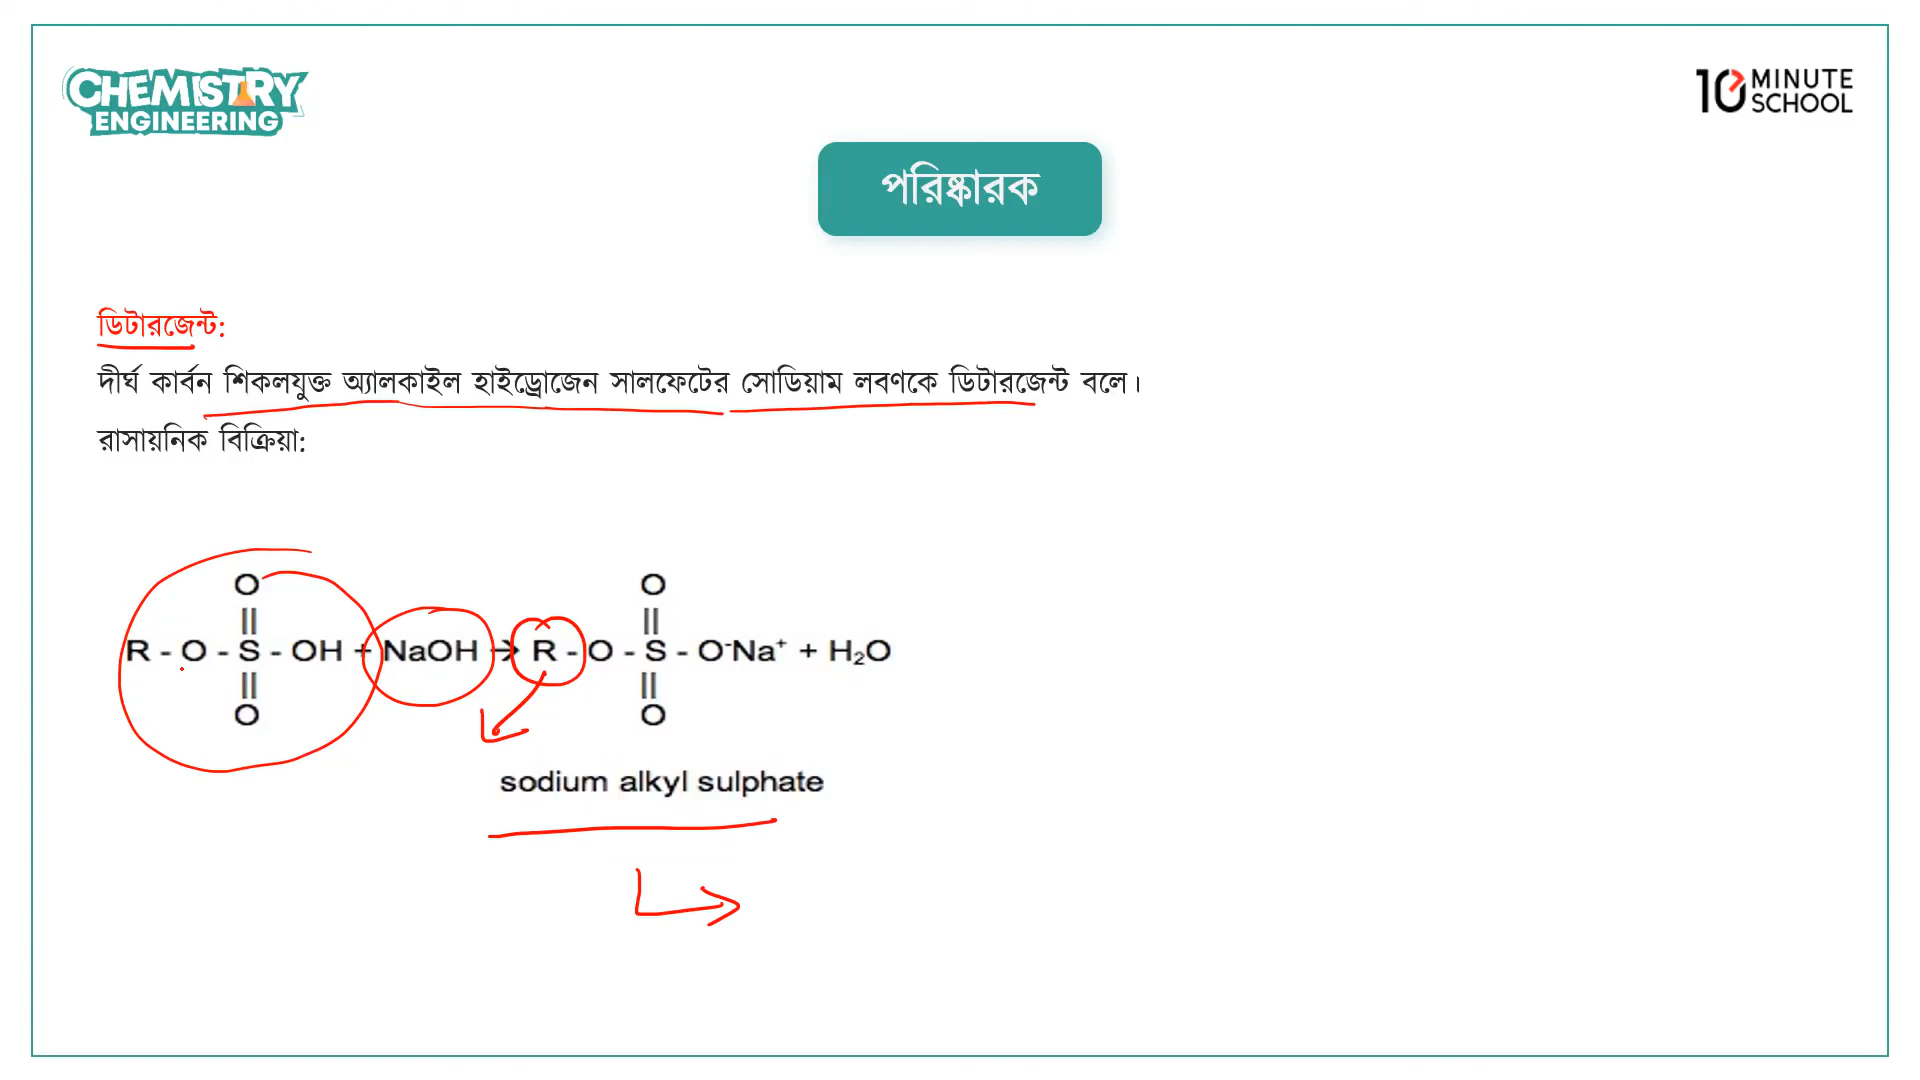 CHEMISTRY
ENGINEERING
10 MINUTE
SCHOOL
পরিষ্কারক
ডিটারজেন্ট:
দীর্ঘ কার্বন শিকলযুক্ত অ্যালকাইল হাইড্রোজেন সালফেটের সোডিয়াম লবণকে ডিটারজেন্ট বলে।
রাসায়নিক বিক্রিয়া:
O O
|| ||
R - O - S - OH + NaOH → R - O - S - O⁻Na⁺ + H₂O
|| ||
O O
sodium alkyl sulphate